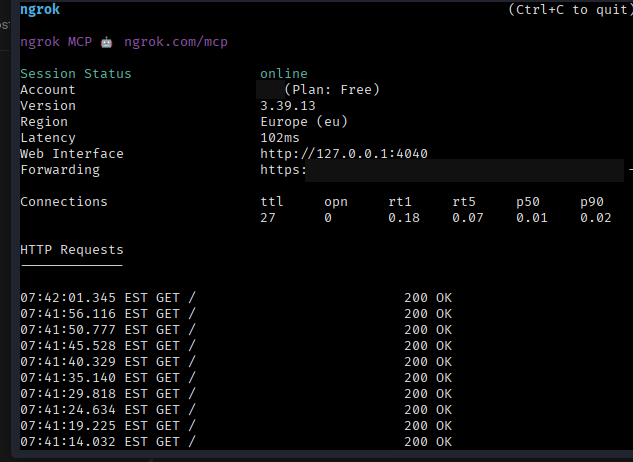 ost
ngrok (Ctrl+C to quit)
ngrok MCP 🤖 ngrok.com/mcp
Session Status online
Account (Plan: Free)
Version 3.39.13
Region Europe (eu)
Latency 102ms
Web Interface http://127.0.0.1:4040
Forwarding https:
Connections ttl opn rt1 rt5 p50 p90
27 0 0.18 0.07 0.01 0.02
HTTP Requests
-------------
07:42:01.345 EST GET / 200 OK
07:41:56.116 EST GET / 200 OK
07:41:50.777 EST GET / 200 OK
07:41:45.528 EST GET / 200 OK
07:41:40.329 EST GET / 200 OK
07:41:35.140 EST GET / 200 OK
07:41:29.818 EST GET / 200 OK
07:41:24.634 EST GET / 200 OK
07:41:19.225 EST GET / 200 OK
07:41:14.032 EST GET / 200 OK